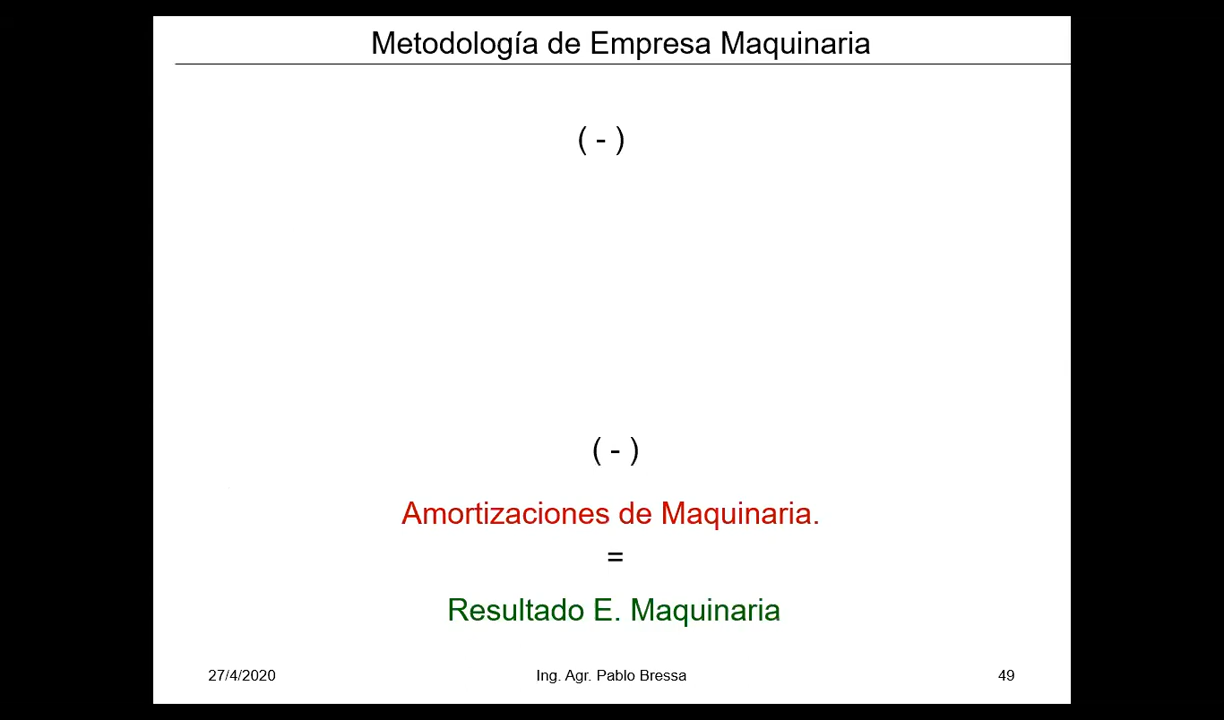 Metodología de Empresa Maquinaria
( - )
( - )
Amortizaciones de Maquinaria.
=
Resultado E. Maquinaria
27/4/2020 Ing. Agr. Pablo Bressa 49